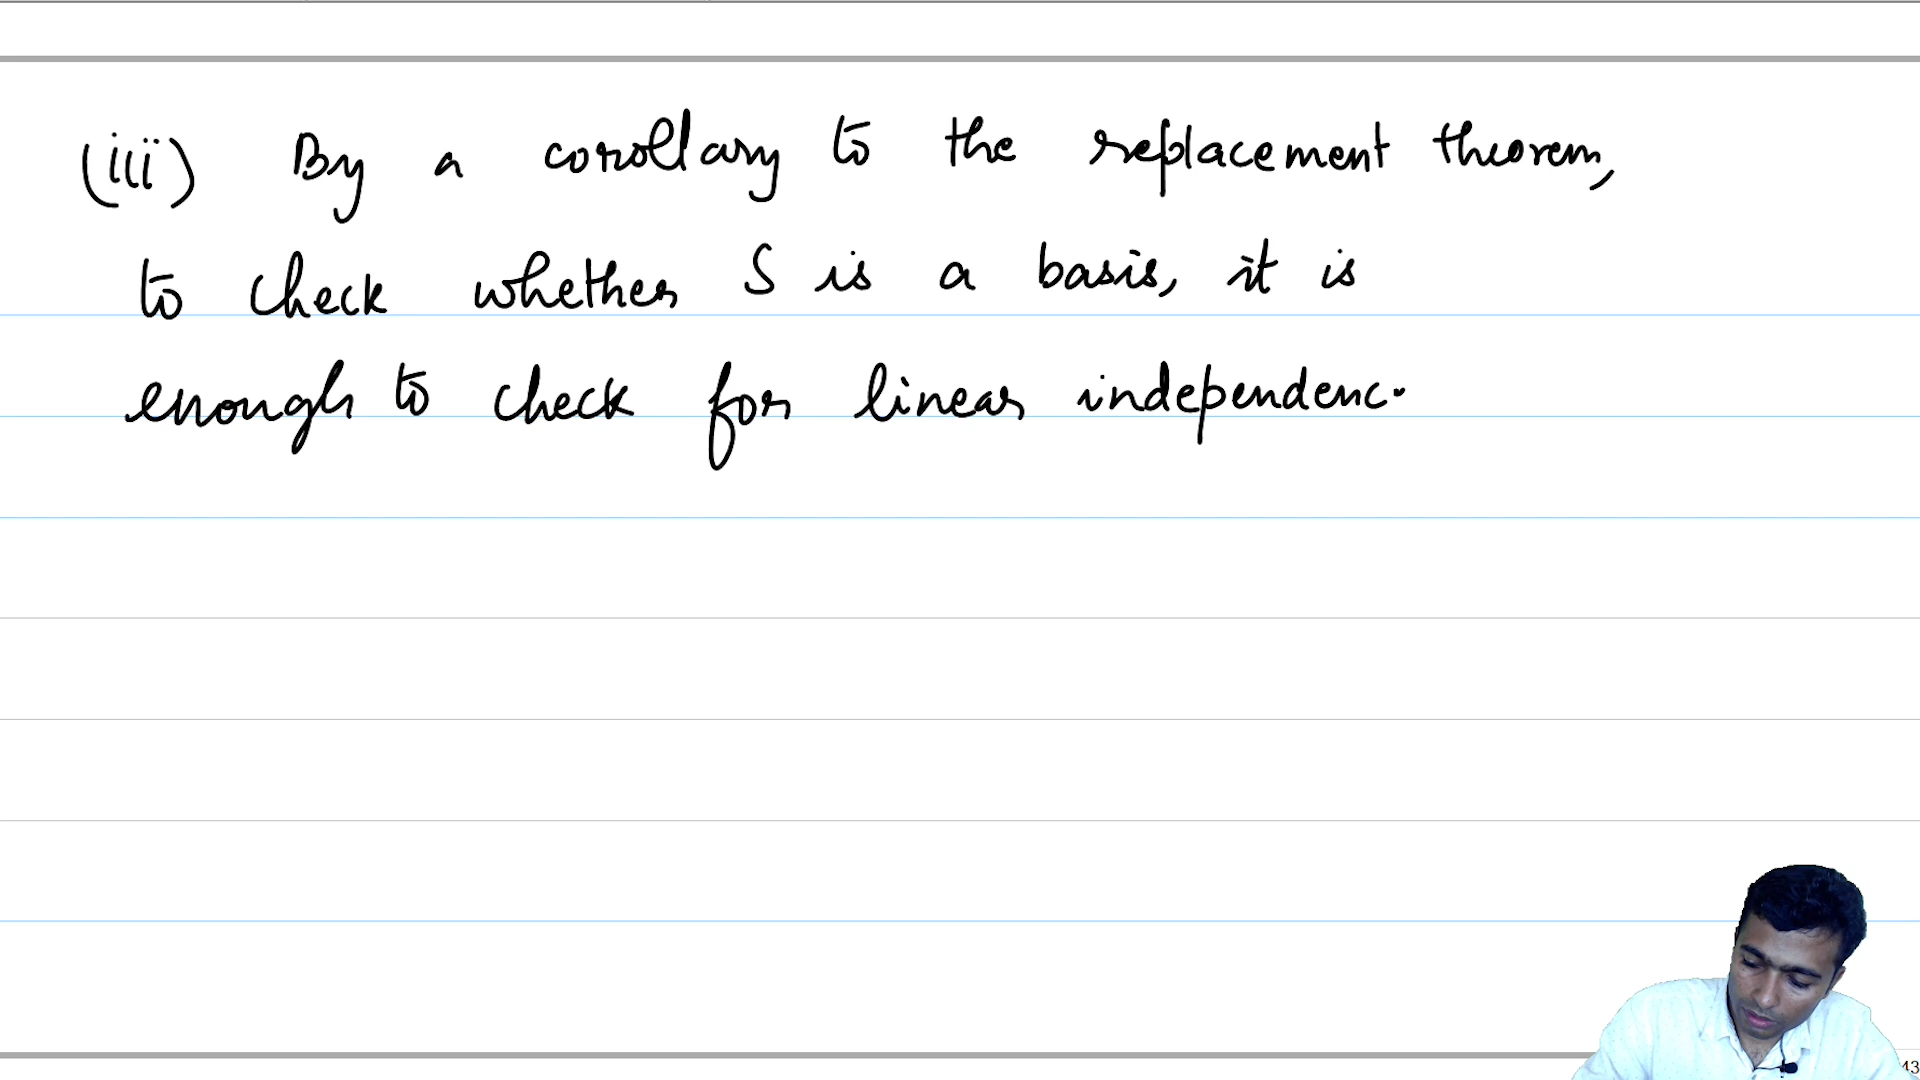 (iii) By a corollary to the replacement theorem,
to check whether S is a basis, it is
enough to check for linear independenc.
43